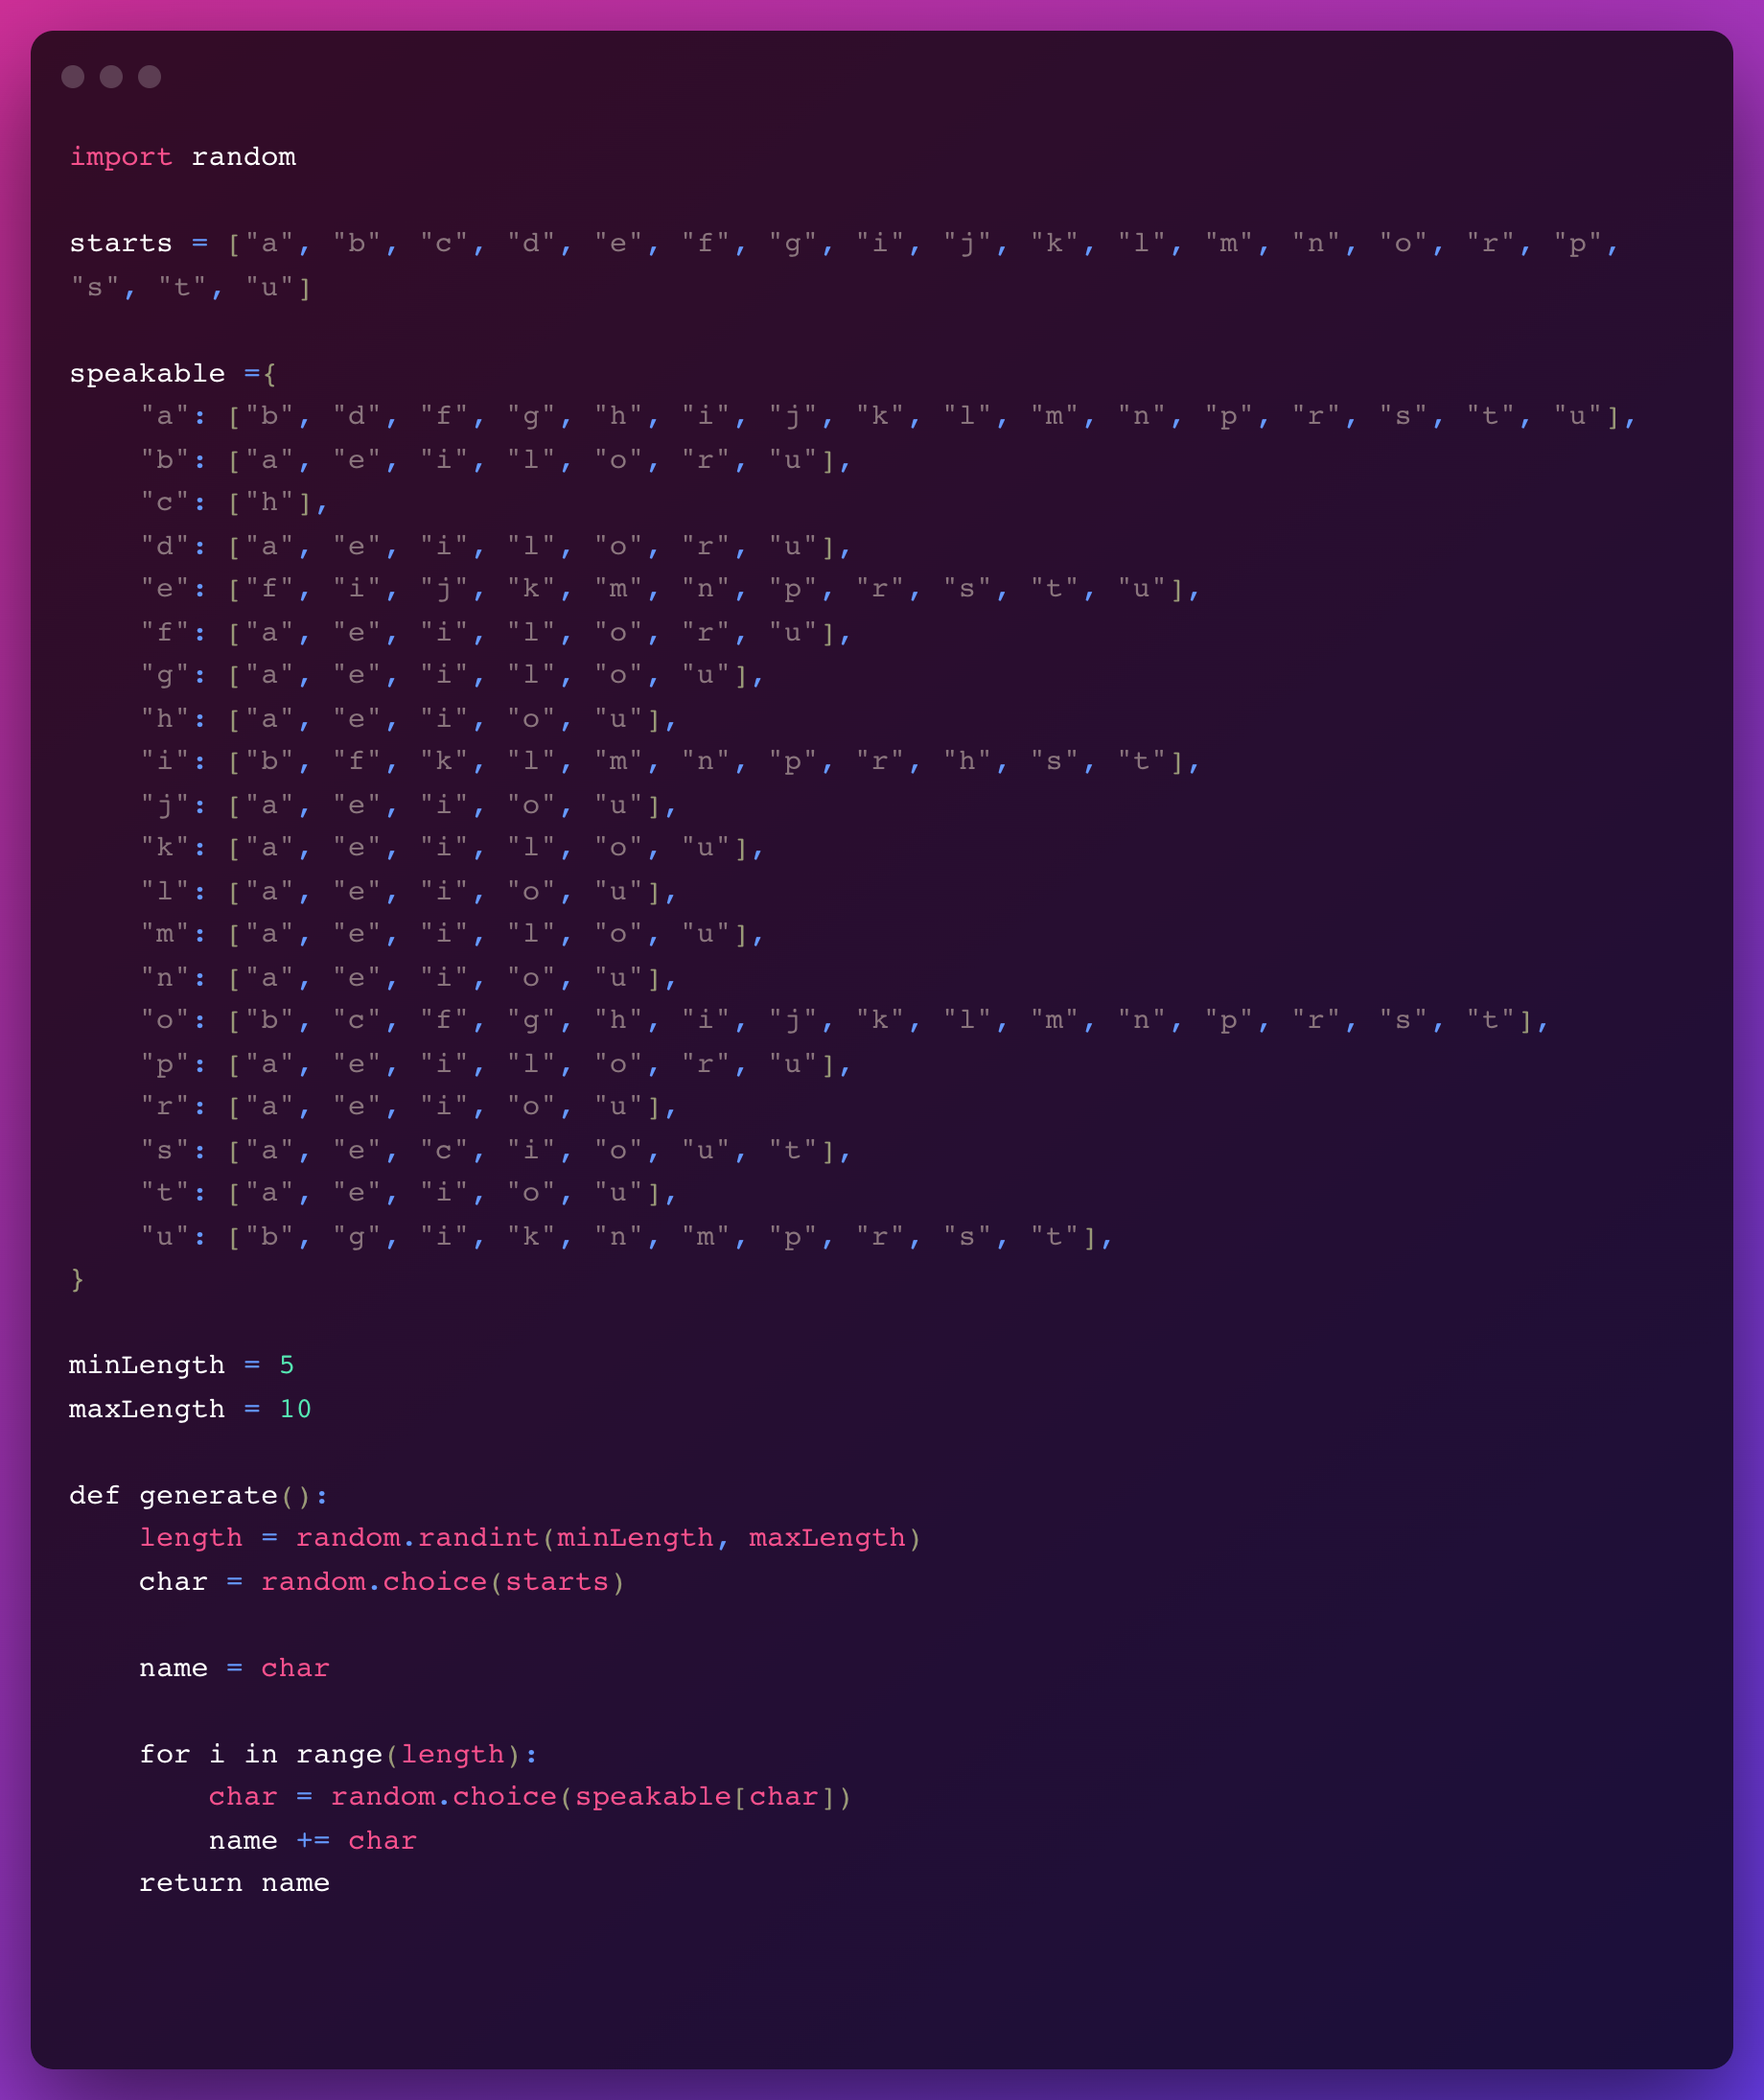 import random
starts = ["a", "b", "c", "d", "e", "f", "g", "i", "j", "k", "l", "m", "n", "o", "r", "p",
"s", "t", "u"]
speakable ={
    "a": ["b", "d", "f", "g", "h", "i", "j", "k", "l", "m", "n", "p", "r", "s", "t", "u"],
    "b": ["a", "e", "i", "l", "o", "r", "u"],
    "c": ["h"],
    "d": ["a", "e", "i", "l", "o", "r", "u"],
    "e": ["f", "i", "j", "k", "m", "n", "p", "r", "s", "t", "u"],
    "f": ["a", "e", "i", "l", "o", "r", "u"],
    "g": ["a", "e", "i", "l", "o", "u"],
    "h": ["a", "e", "i", "o", "u"],
    "i": ["b", "f", "k", "l", "m", "n", "p", "r", "h", "s", "t"],
    "j": ["a", "e", "i", "o", "u"],
    "k": ["a", "e", "i", "l", "o", "u"],
    "l": ["a", "e", "i", "o", "u"],
    "m": ["a", "e", "i", "l", "o", "u"],
    "n": ["a", "e", "i", "o", "u"],
    "o": ["b", "c", "f", "g", "h", "i", "j", "k", "l", "m", "n", "p", "r", "s", "t"],
    "p": ["a", "e", "i", "l", "o", "r", "u"],
    "r": ["a", "e", "i", "o", "u"],
    "s": ["a", "e", "c", "i", "o", "u", "t"],
    "t": ["a", "e", "i", "o", "u"],
    "u": ["b", "g", "i", "k", "n", "m", "p", "r", "s", "t"],
}
minLength = 5
maxLength = 10
def generate():
    length = random.randint(minLength, maxLength)
    char = random.choice(starts)
    name = char
    for i in range(length):
        char = random.choice(speakable[char])
        name += char
    return name